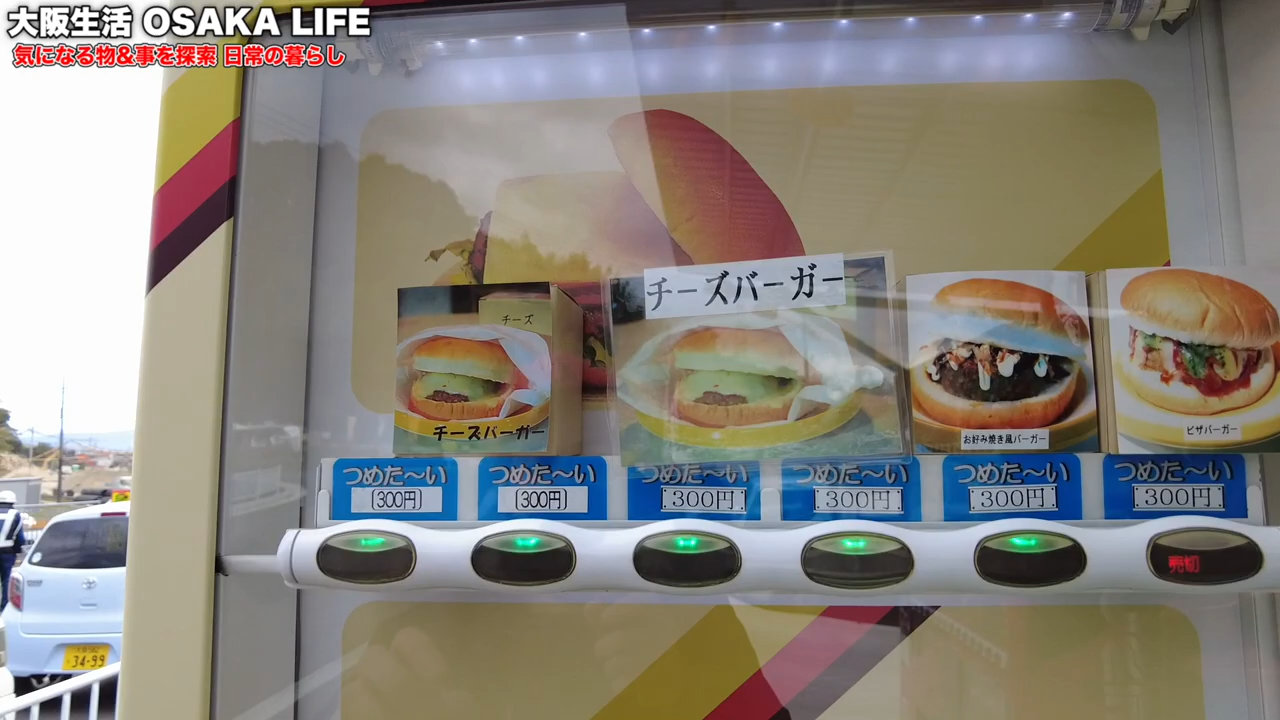 大阪生活 OSAKA LIFE
気になる物&事を探索 日常の暮らし
チーズ
チーズバーガー
チーズバーガー
お好み焼き風バーガー
ピザバーガー
つめた〜い つめた〜い つめた〜い つめた〜い つめた〜い つめた〜い
300円 300円 300円 300円 300円 300円
売切
34-99